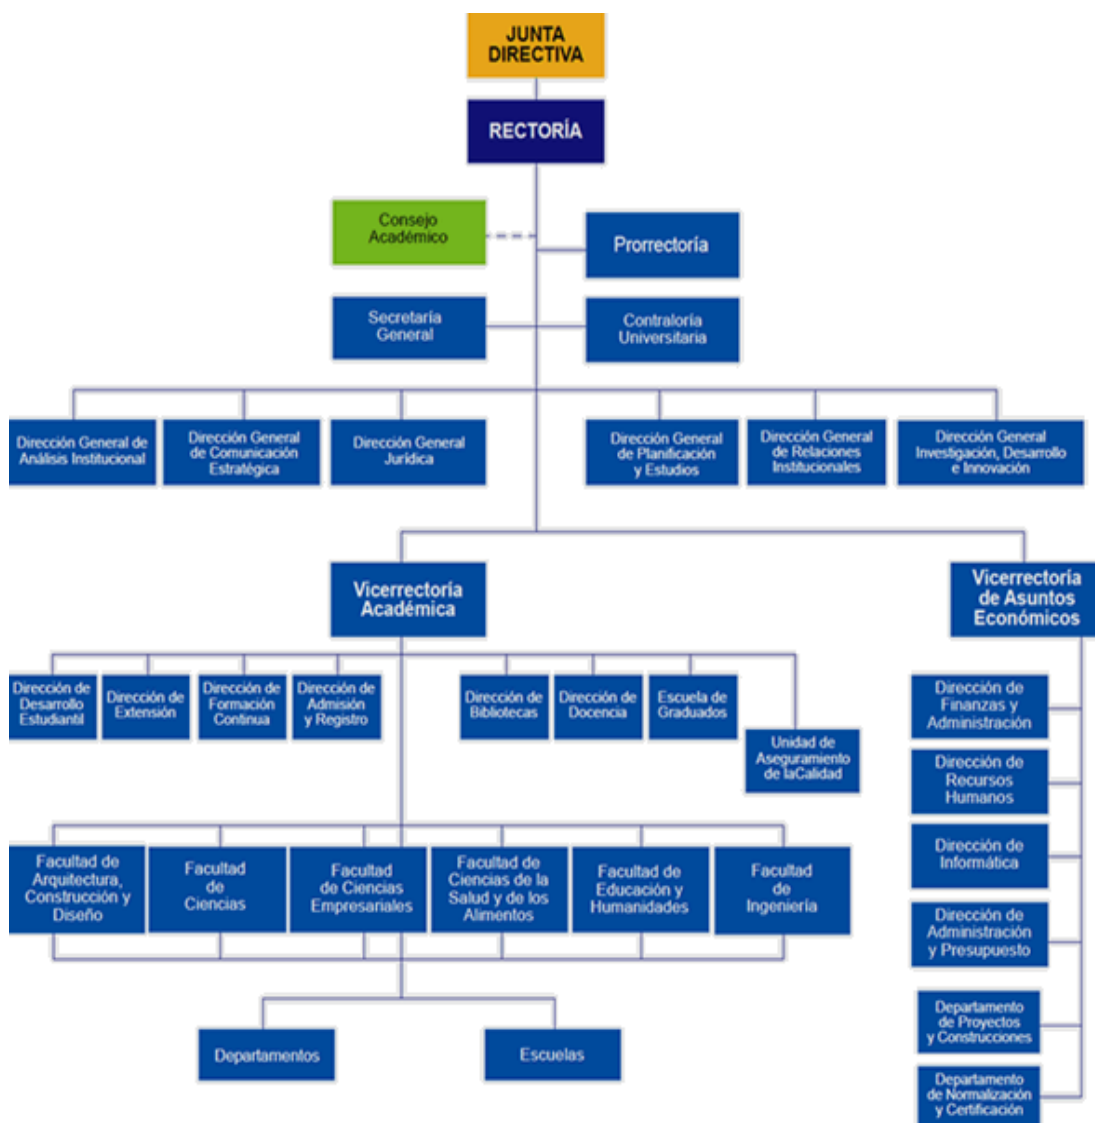 JUNTA
DIRECTIVA
RECTORÍA
Consejo
Académico
Prorrectoría
Secretaría
General
Contraloría
Universitaria
Dirección General de
Análisis Institucional
Dirección General
de Comunicación
Estratégica
Dirección General
Jurídica
Dirección General
de Planificación
y Estudios
Dirección General
de Relaciones
Institucionales
Dirección General
Investigación, Desarrollo
e Innovación
Vicerrectoría
Académica
Vicerrectoría
de Asuntos
Económicos
Dirección de
Desarrollo
Estudiantil
Dirección de
Extensión
Dirección de
Formación
Continua
Dirección de
Admisión
y Registro
Dirección de
Bibliotecas
Dirección de
Docencia
Escuela de
Graduados
Unidad de
Aseguramiento
de laCalidad
Dirección de
Finanzas y
Administración
Dirección de
Recursos
Humanos
Dirección de
Informática
Dirección de
Administración
y Presupuesto
Departamento
de Proyectos
y Construcciones
Departamento
de Normalización
y Certificación
Facultad de
Arquitectura,
Construcción y
Diseño
Facultad
de
Ciencias
Facultad
de Ciencias
Empresariales
Facultad de
Ciencias de la
Salud y de los
Alimentos
Facultad de
Educación y
Humanidades
Facultad
de
Ingeniería
Departamentos
Escuelas